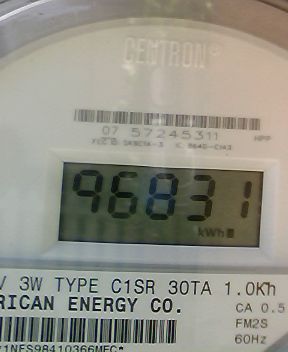 CENTRON®
07 57245311 HPP
96831
kWh
V 3W TYPE C1SR 30TA 1.0Kh
RICAN ENERGY CO. CA 0.5
FM2S
60Hz